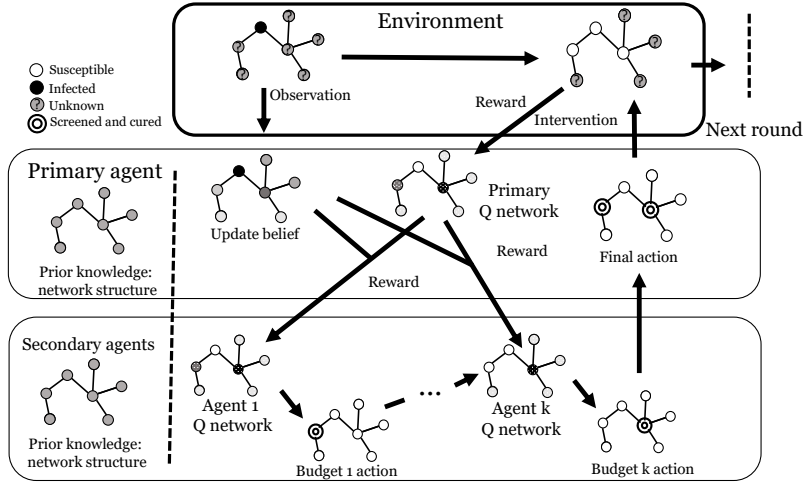 Environment
Susceptible
Infected
? Unknown
Screened and cured
? ? ? ? ? ?
? ? ? ?
Observation
Reward
Intervention
Next round
Primary agent
Prior knowledge:
network structure
Update belief
Primary
Q network
Reward
Reward
Final action
Secondary agents
Prior knowledge:
network structure
Agent 1
Q network
Budget 1 action
...
Agent k
Q network
Budget k action